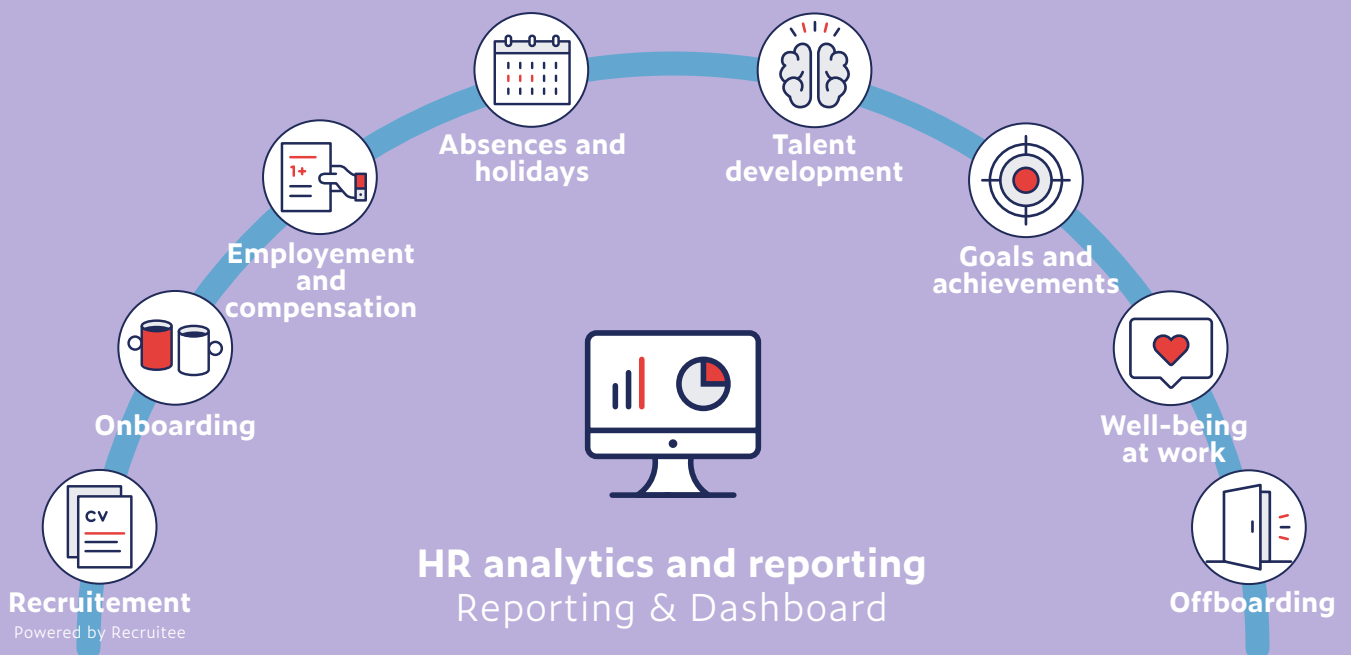 Absences and
holidays
Talent
development
1+
Employement
and
compensation
Goals and
achievements
Onboarding
Well-being
at work
CV
Recruitement
Powered by Recruitee
HR analytics and reporting
Reporting & Dashboard
Offboarding